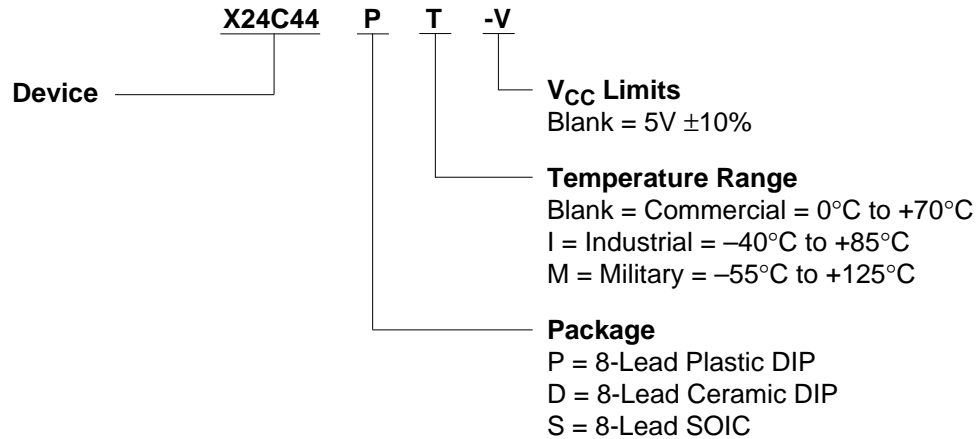 X24C44 P T -V
Device
VCC Limits
Blank = 5V ±10%
Temperature Range
Blank = Commercial = 0°C to +70°C
I = Industrial = –40°C to +85°C
M = Military = –55°C to +125°C
Package
P = 8-Lead Plastic DIP
D = 8-Lead Ceramic DIP
S = 8-Lead SOIC